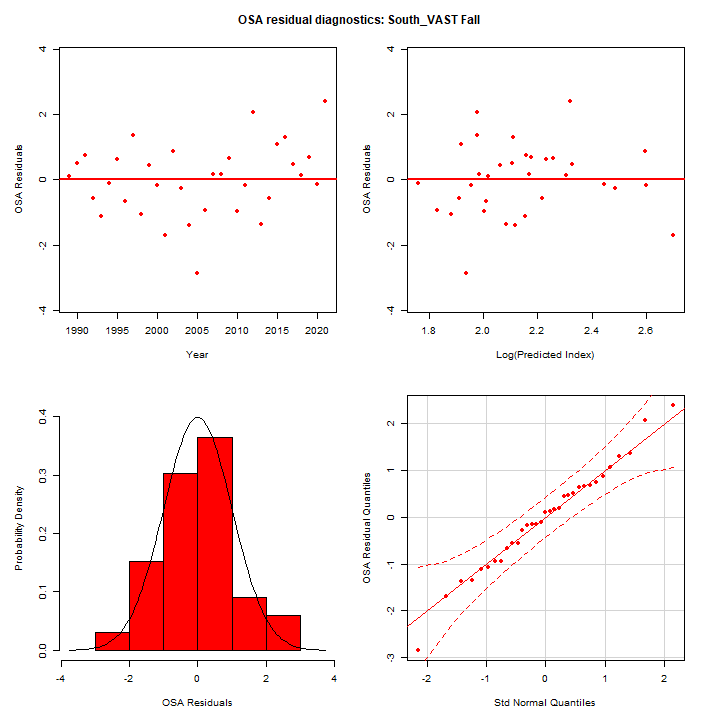 OSA residual diagnostics: South_VAST Fall
OSA Residuals
4
2
0
-2
-4
1990 1995 2000 2005 2010 2015 2020
Year
OSA Residuals
4
2
0
-2
-4
1.8 2.0 2.2 2.4 2.6
Log(Predicted Index)
Probability Density
0.4
0.3
0.2
0.1
0.0
-4 -2 0 2 4
OSA Residuals
OSA Residual Quantiles
2
1
0
-1
-2
-3
-2 -1 0 1 2
Std Normal Quantiles